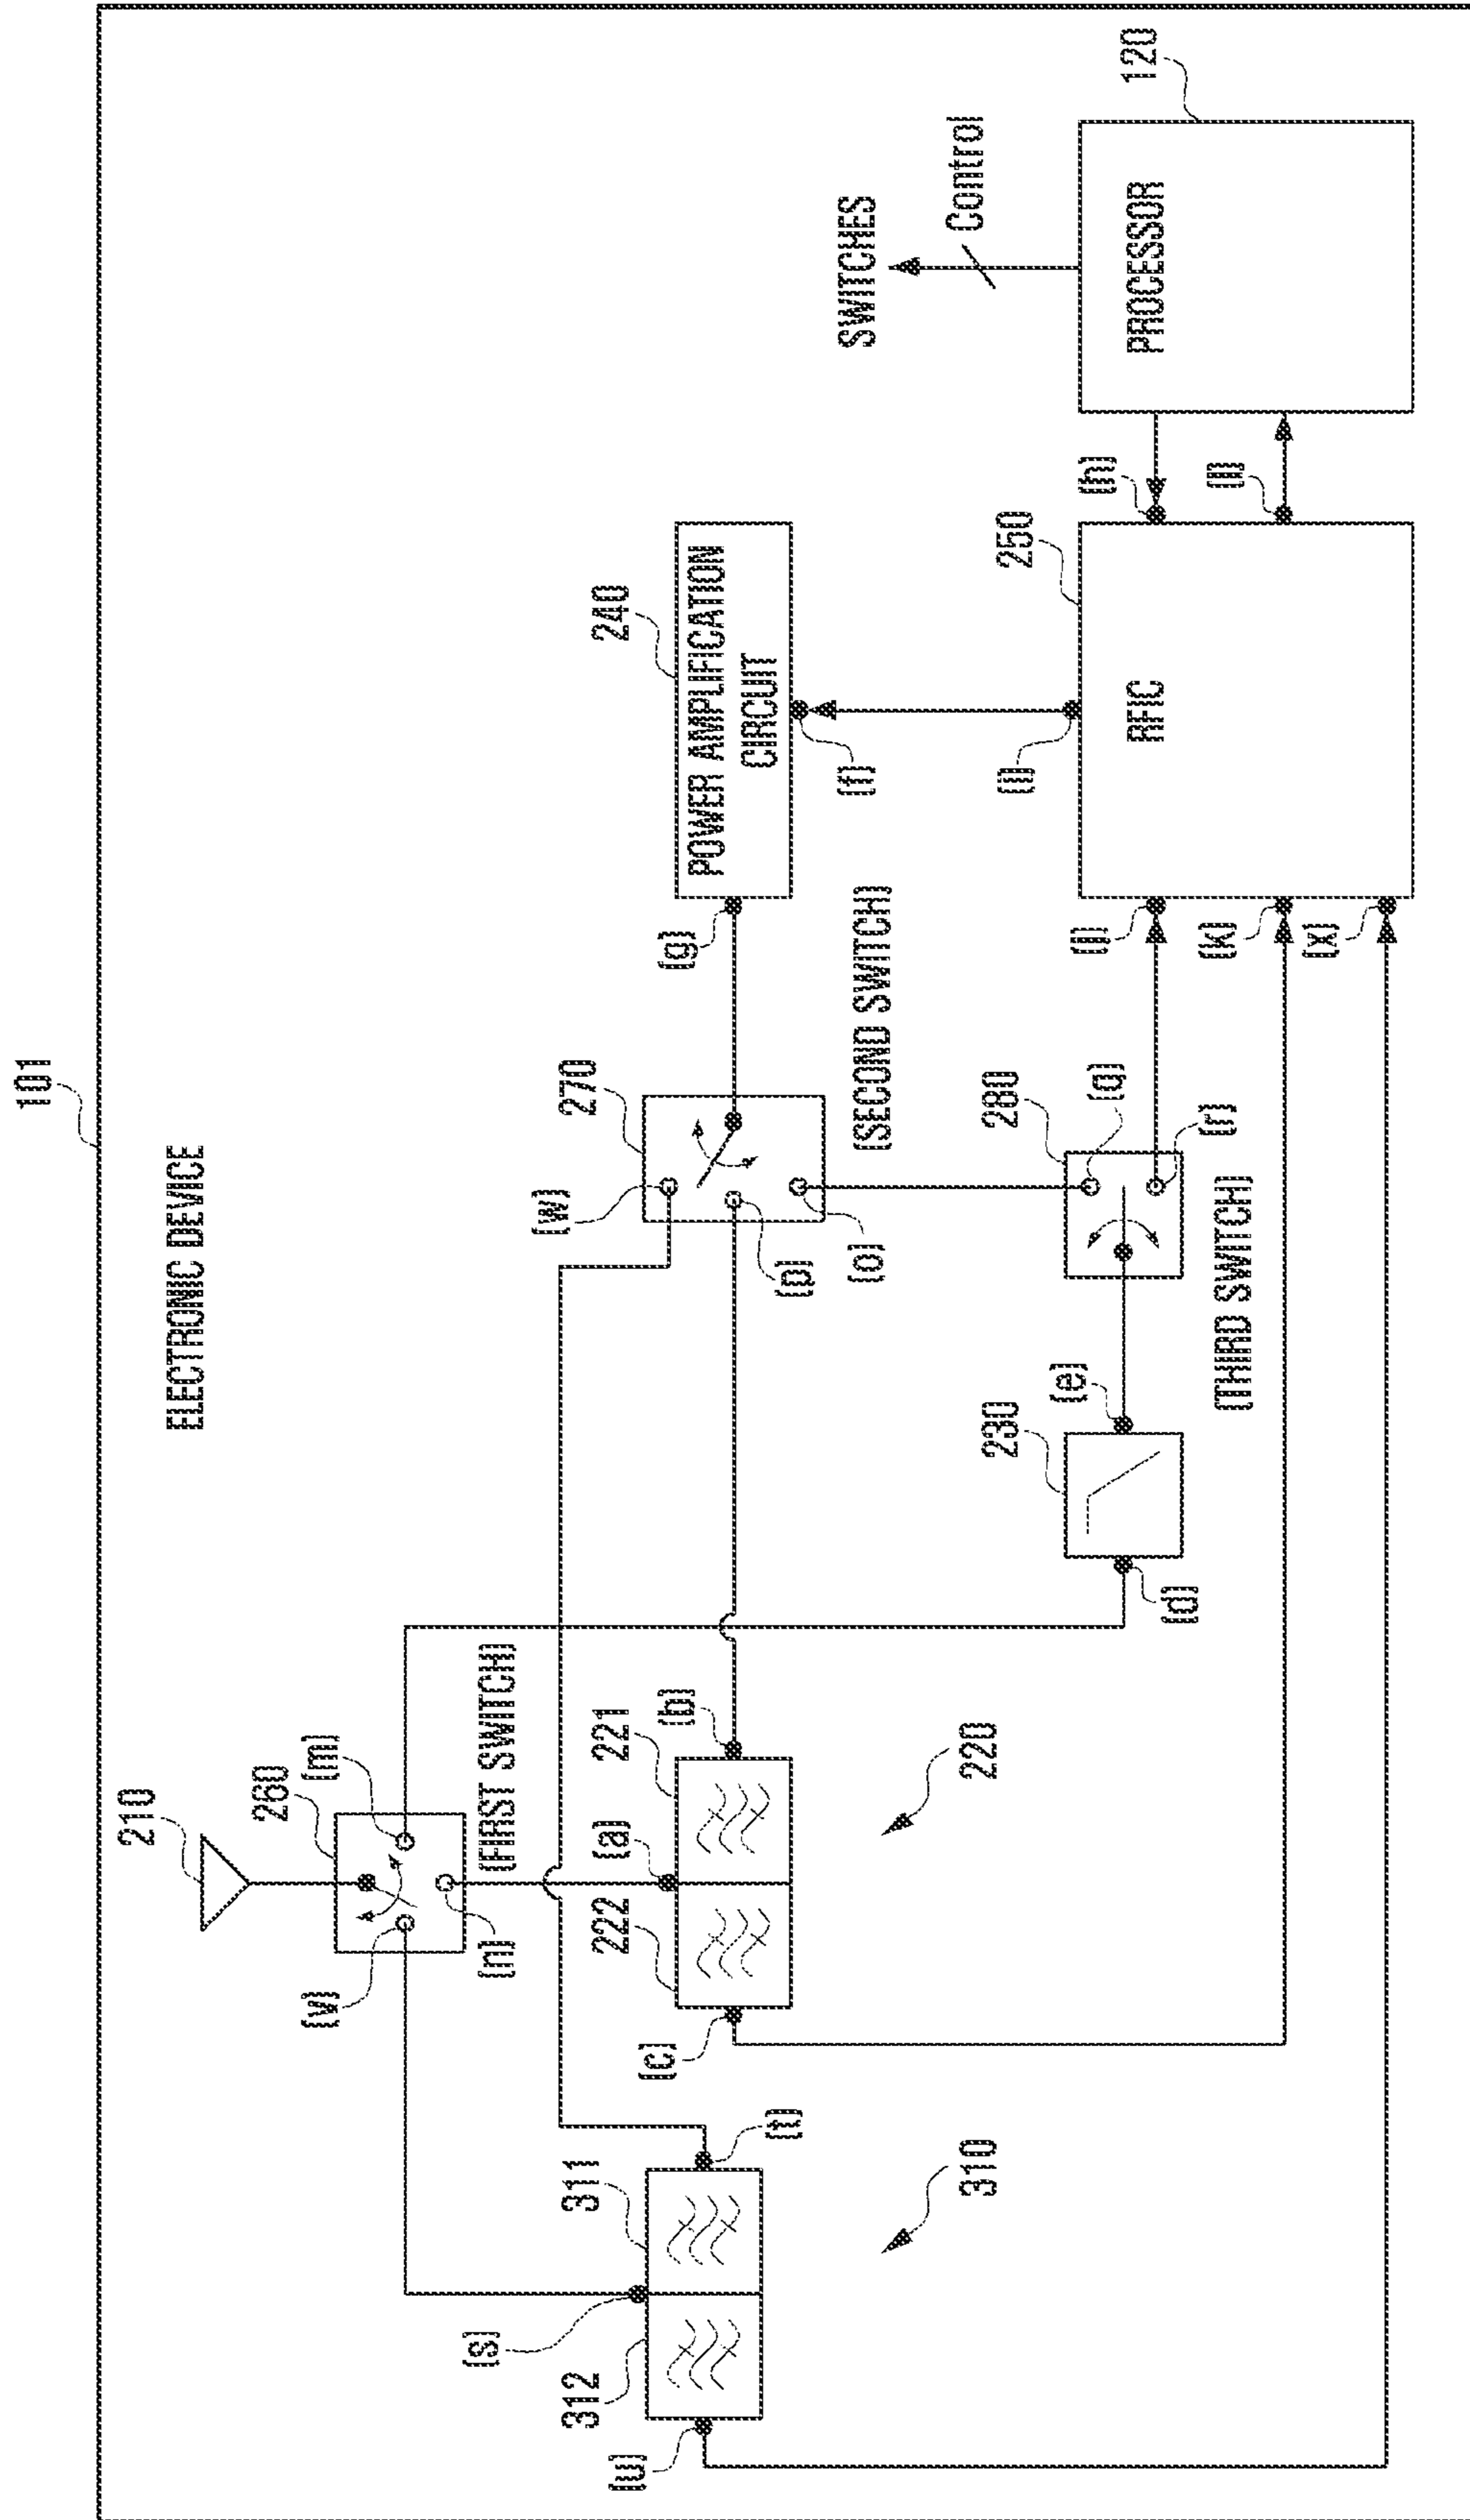 101
ELECTRONIC DEVICE
210
260
(m)
(v)
(n)
(FIRST SWITCH)
(s)
312
311
(u)
(t)
310
222
(a)
221
(b)
(c)
220
(w)
270
(p)
(o)
(g)
240
POWER AMPLIFICATION
CIRCUIT
(f)
(SECOND SWITCH)
230
(d)
(e)
280
(q)
(r)
(THIRD SWITCH)
(i)
250
RFIC
(j)
(k)
(x)
(h)
(l)
SWITCHES
Control
PROCESSOR
120